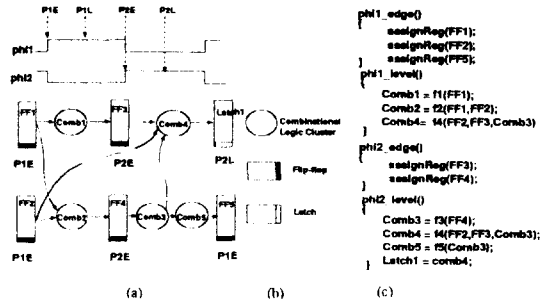 P1E P1L P2E P2L
phi1
phi2
FF1 Comb1 FF3 Comb4 Latch1
P1E P2E P2L
FF2 Comb2 FF4 Comb3 Comb5 FF5
P1E P2E P1E
Combinational
Logic Cluster
Flip-flop
Latch
(a) (b) (c)
phi1_edge()
{
assignReg(FF1);
assignReg(FF2);
assignReg(FF5);
}
phi1_level()
{
Comb1 = f1(FF1);
Comb2 = f2(FF1,FF2);
Comb4= f4(FF2,FF3,Comb3)
}
phi2_edge()
{
assignReg(FF3);
assignReg(FF4);
}
phi2_level()
{
Comb3 = f3(FF4);
Comb4 = f4(FF2,FF3,Comb3);
Comb5 = f5(Comb3);
Latch1 = comb4;
}